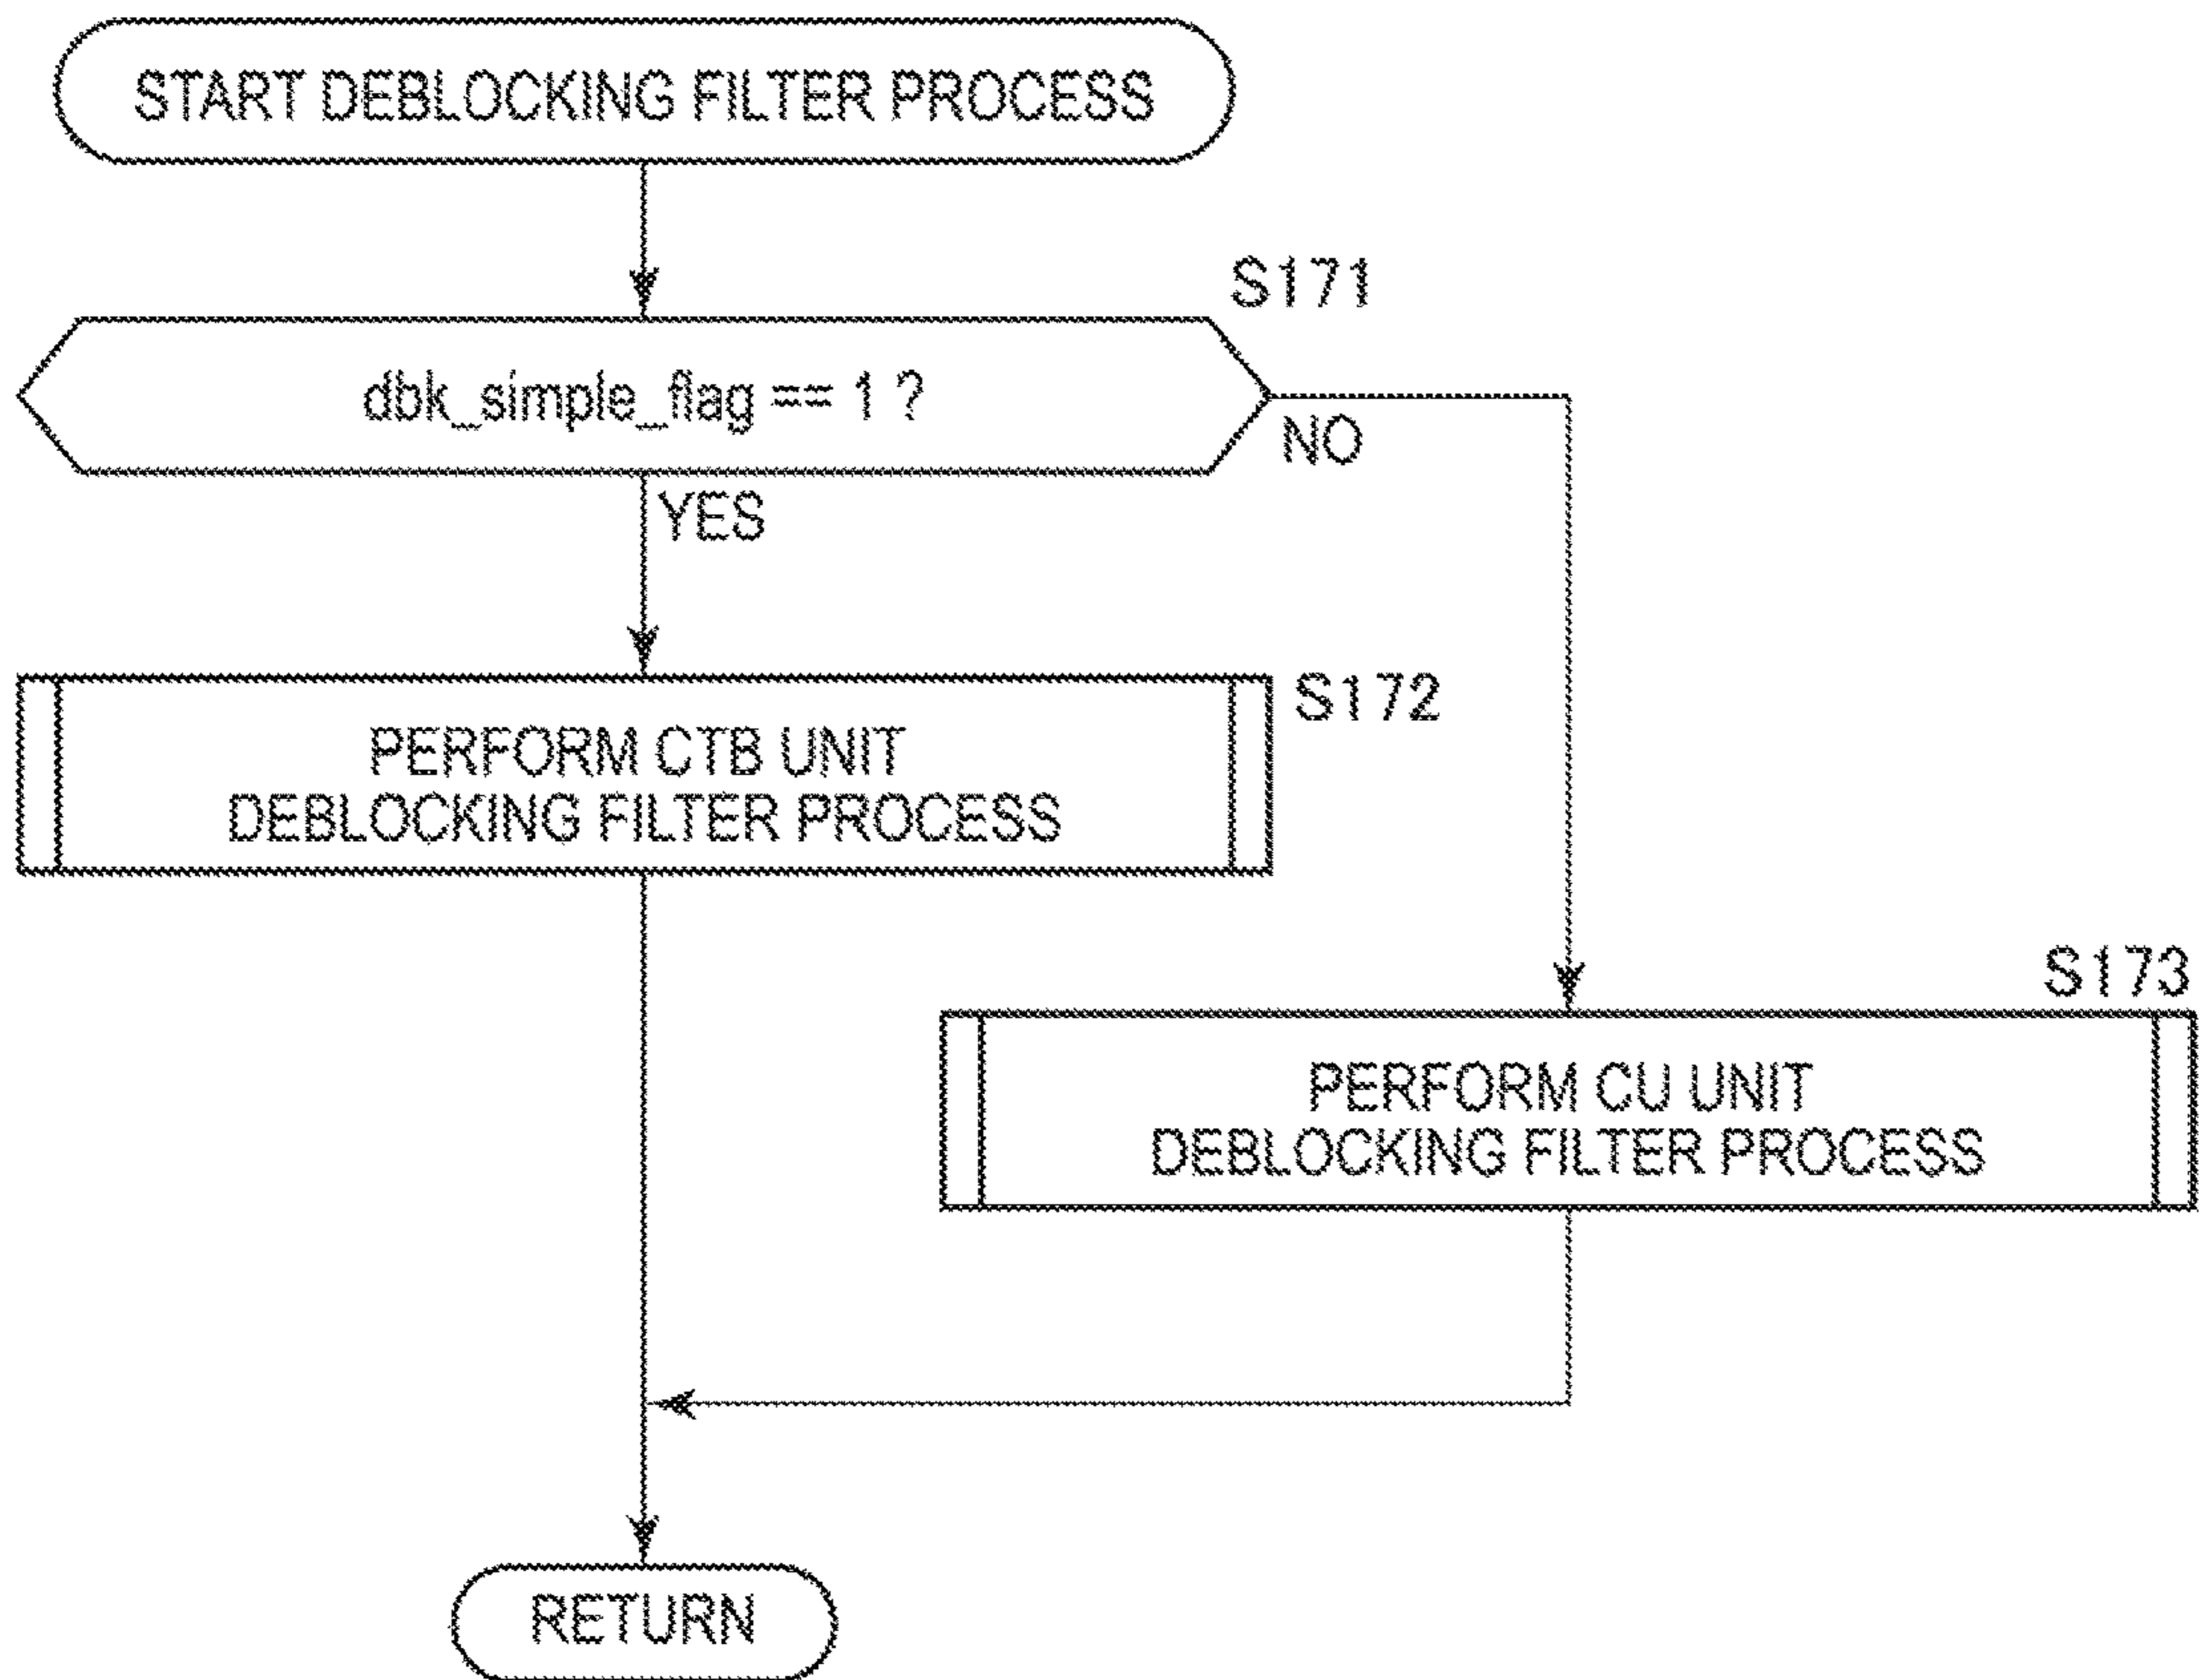 START DEBLOCKING FILTER PROCESS
S171
dbk_simple_flag == 1 ?
NO
YES
S172
PERFORM CTB UNIT
DEBLOCKING FILTER PROCESS
S173
PERFORM CU UNIT
DEBLOCKING FILTER PROCESS
RETURN